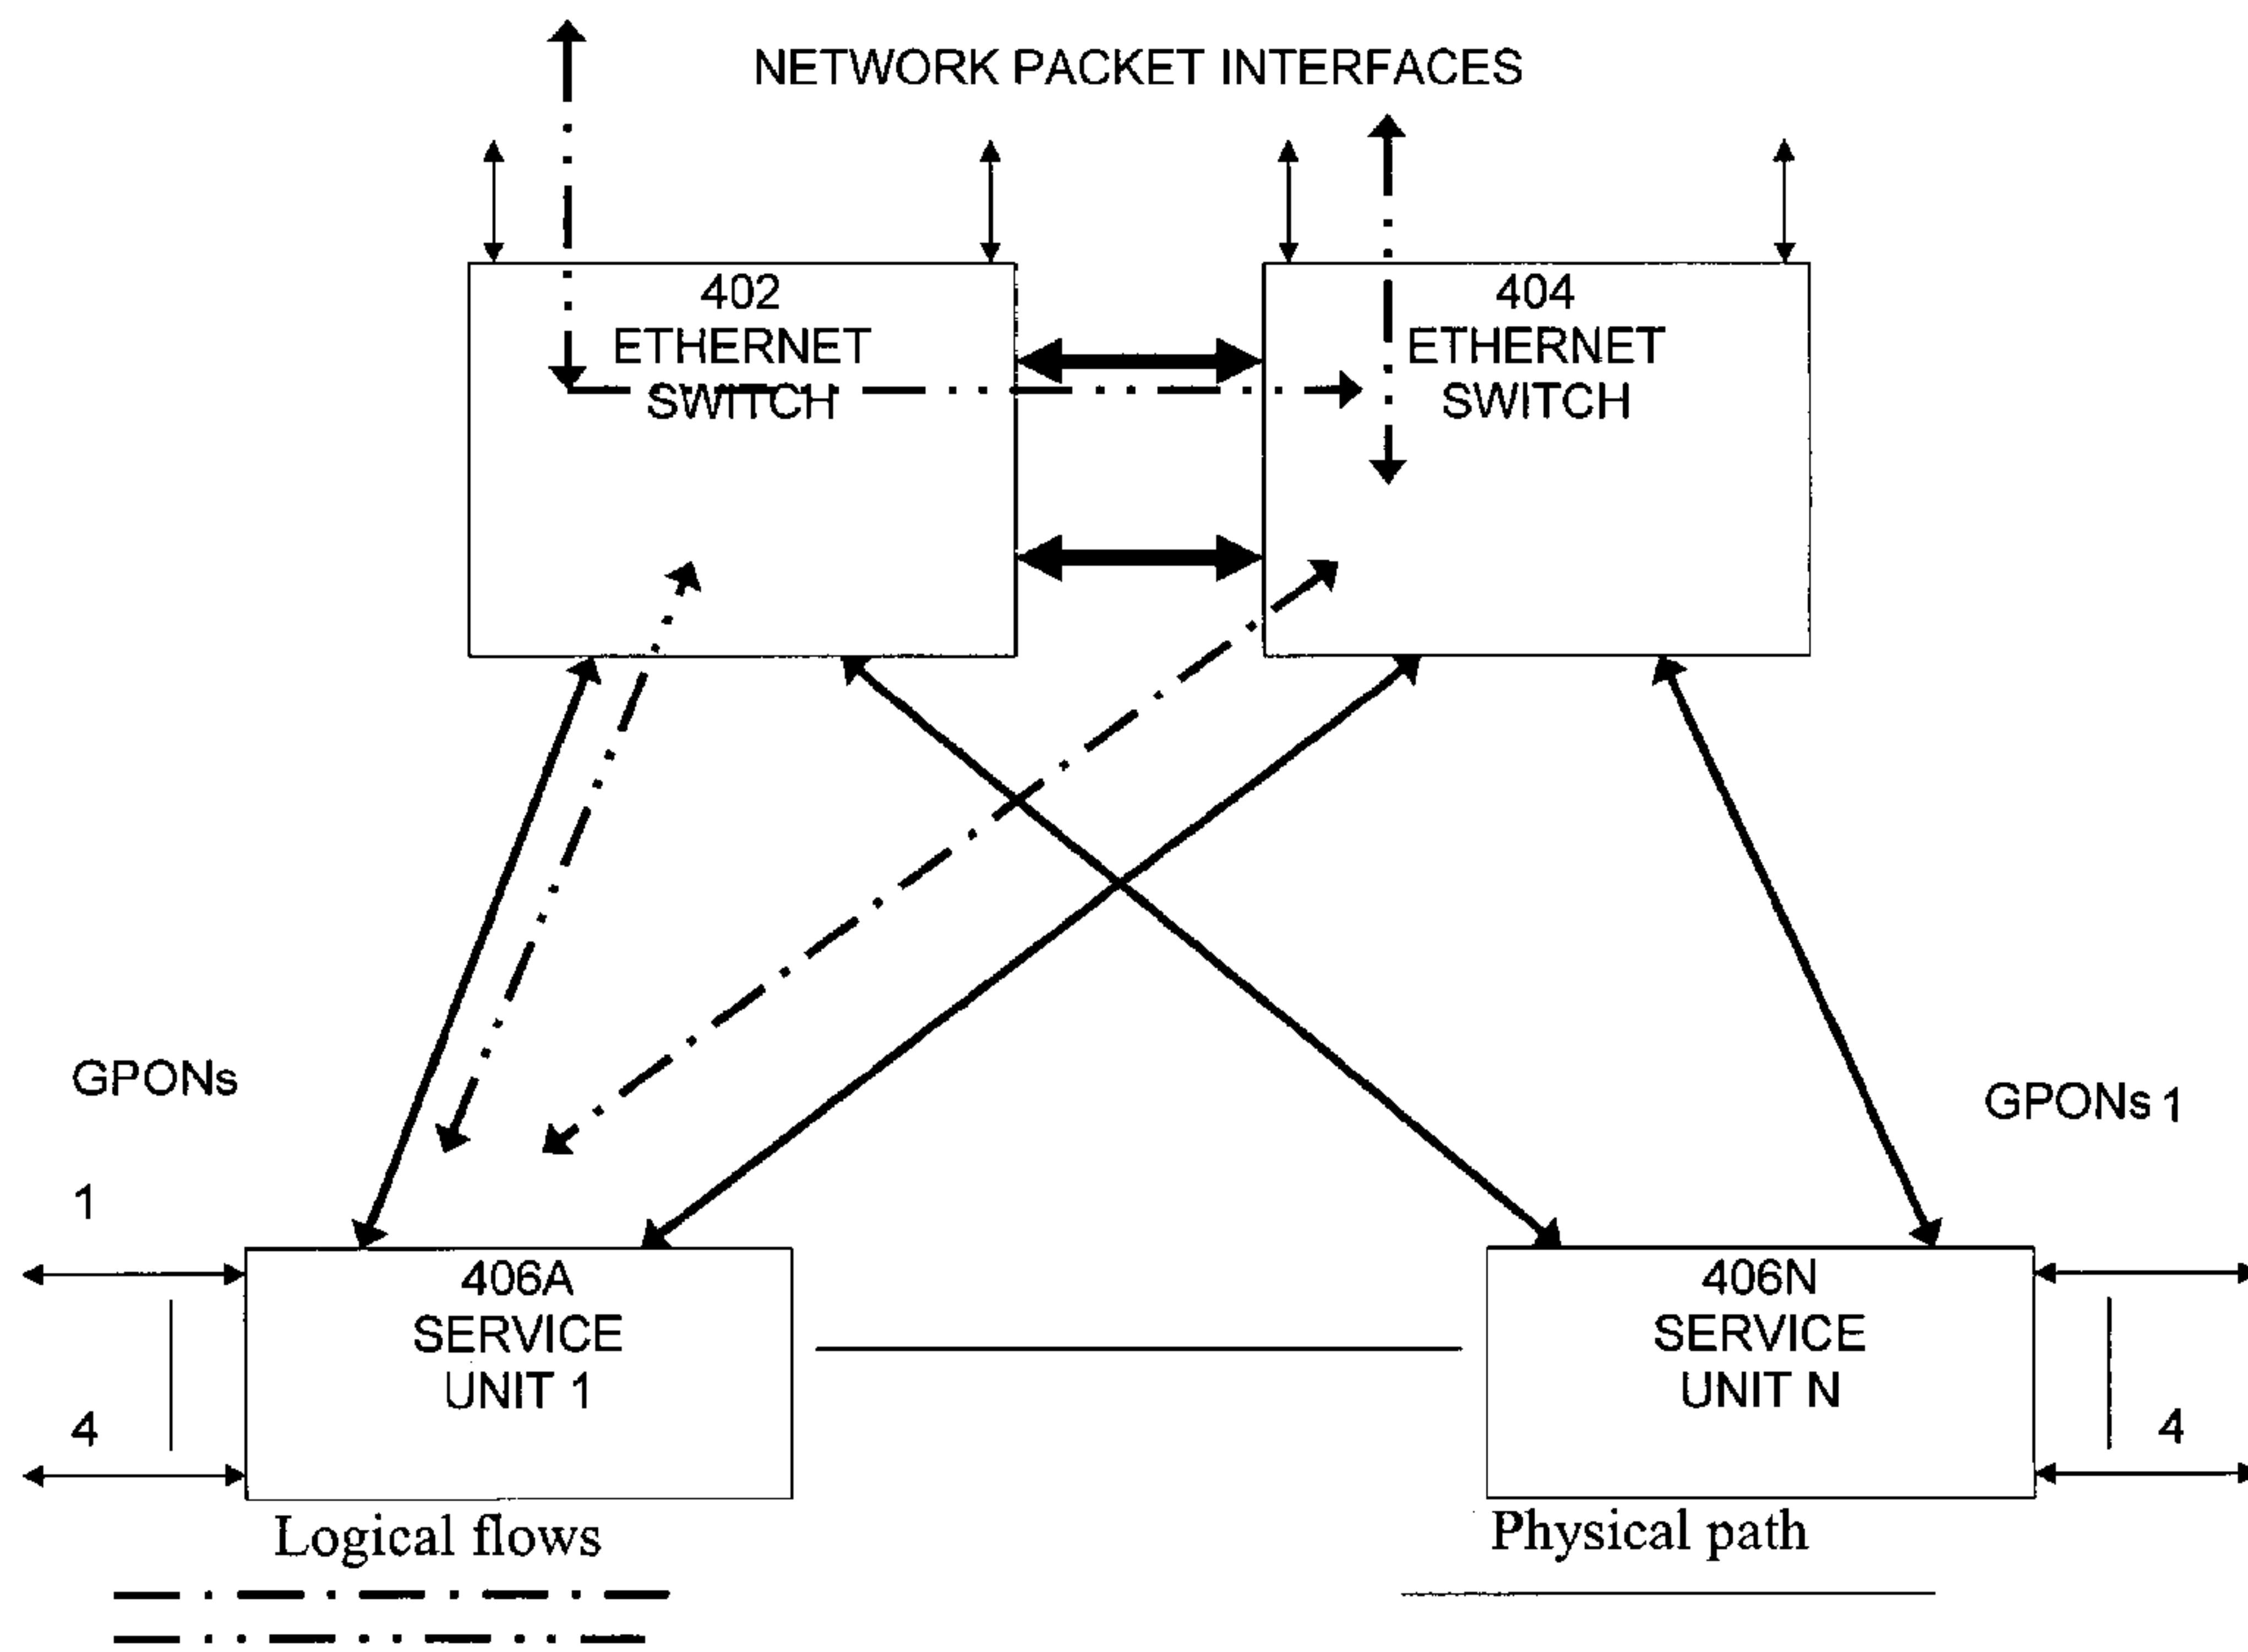 NETWORK PACKET INTERFACES
402
ETHERNET
SWITCH
404
ETHERNET
SWITCH
GPONs
1
4
GPONs 1
4
406A
SERVICE
UNIT 1
406N
SERVICE
UNIT N
Logical flows
Physical path